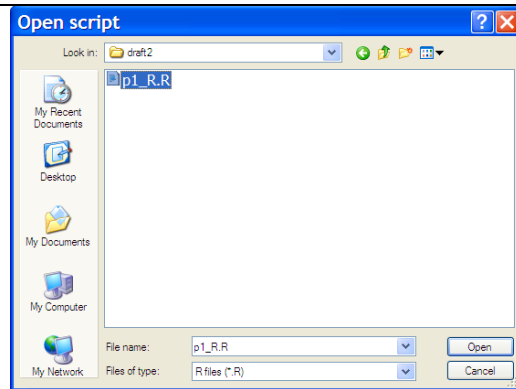 Open script
Look in: draft2
p1_R.R
My Recent
Documents
Desktop
My Documents
My Computer
My Network
File name: p1_R.R Open
Files of type: R files (*.R) Cancel